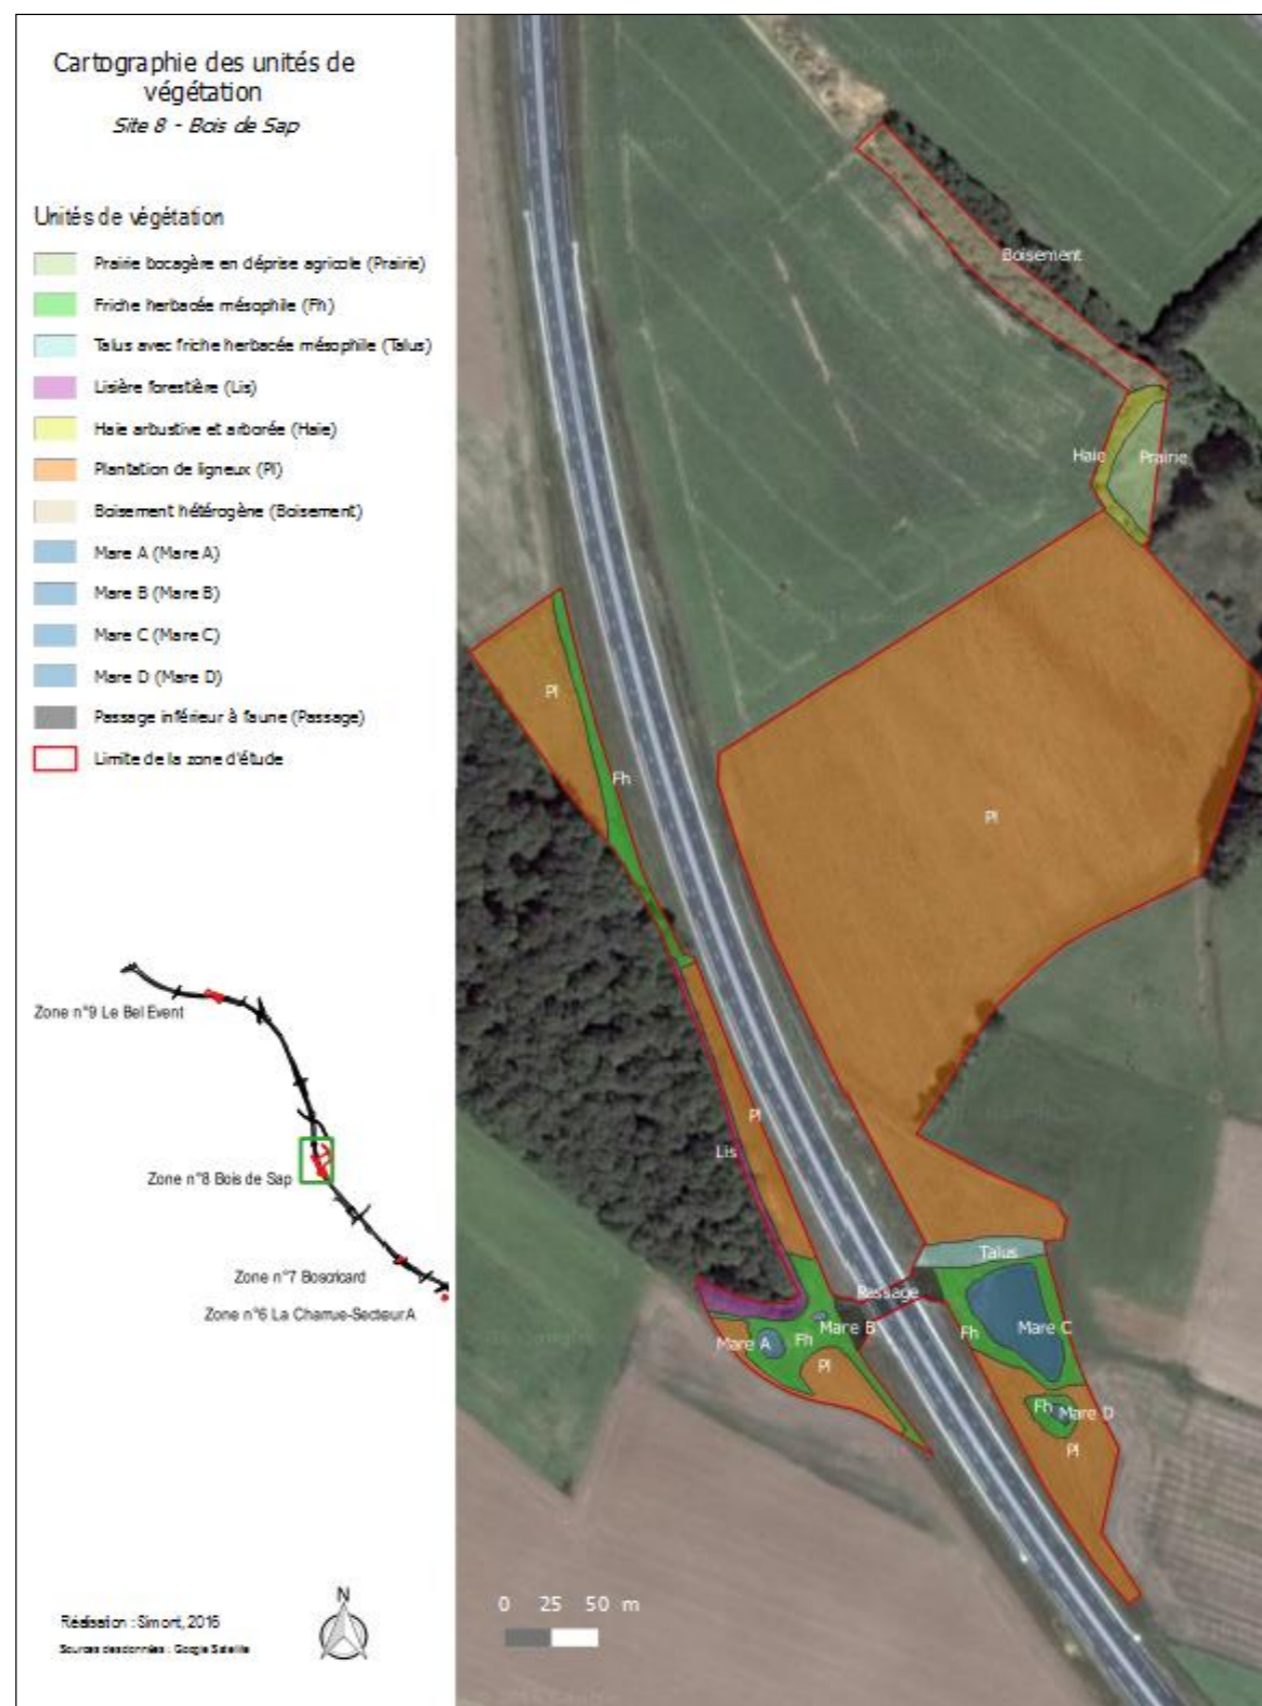 Cartographie des unités de
végétation
Site 8 - Bois de Sap
Unités de végétation
Prairie bocagère en déprise agricole (Prairie)
Friche herbacée mésophile (Fh)
Talus avec friche herbacée mésophile (Talus)
Lisière forestière (Lis)
Haie arbustive et arborée (Haie)
Plantation de ligneux (Pl)
Boisement hétérogène (Boisement)
Mare A (Mare A)
Mare B (Mare B)
Mare C (Mare C)
Mare D (Mare D)
Passage inférieur à faune (Passage)
Limite de la zone d'étude
Zone n°9 Le Bel Event
Zone n°8 Bois de Sap
Zone n°7 Boscricard
Zone n°6 La Charrue-Secteur A
Réalisation : Simont, 2016
Sources des données : Google Satellite
N
0 25 50 m
Boisement
Haie
Prairie
Pl
Fh
Pl
Pl
Lis
Talus
Passage
Mare A
Fh
Mare B
Pl
Fh
Mare C
Fh
Mare D
Pl